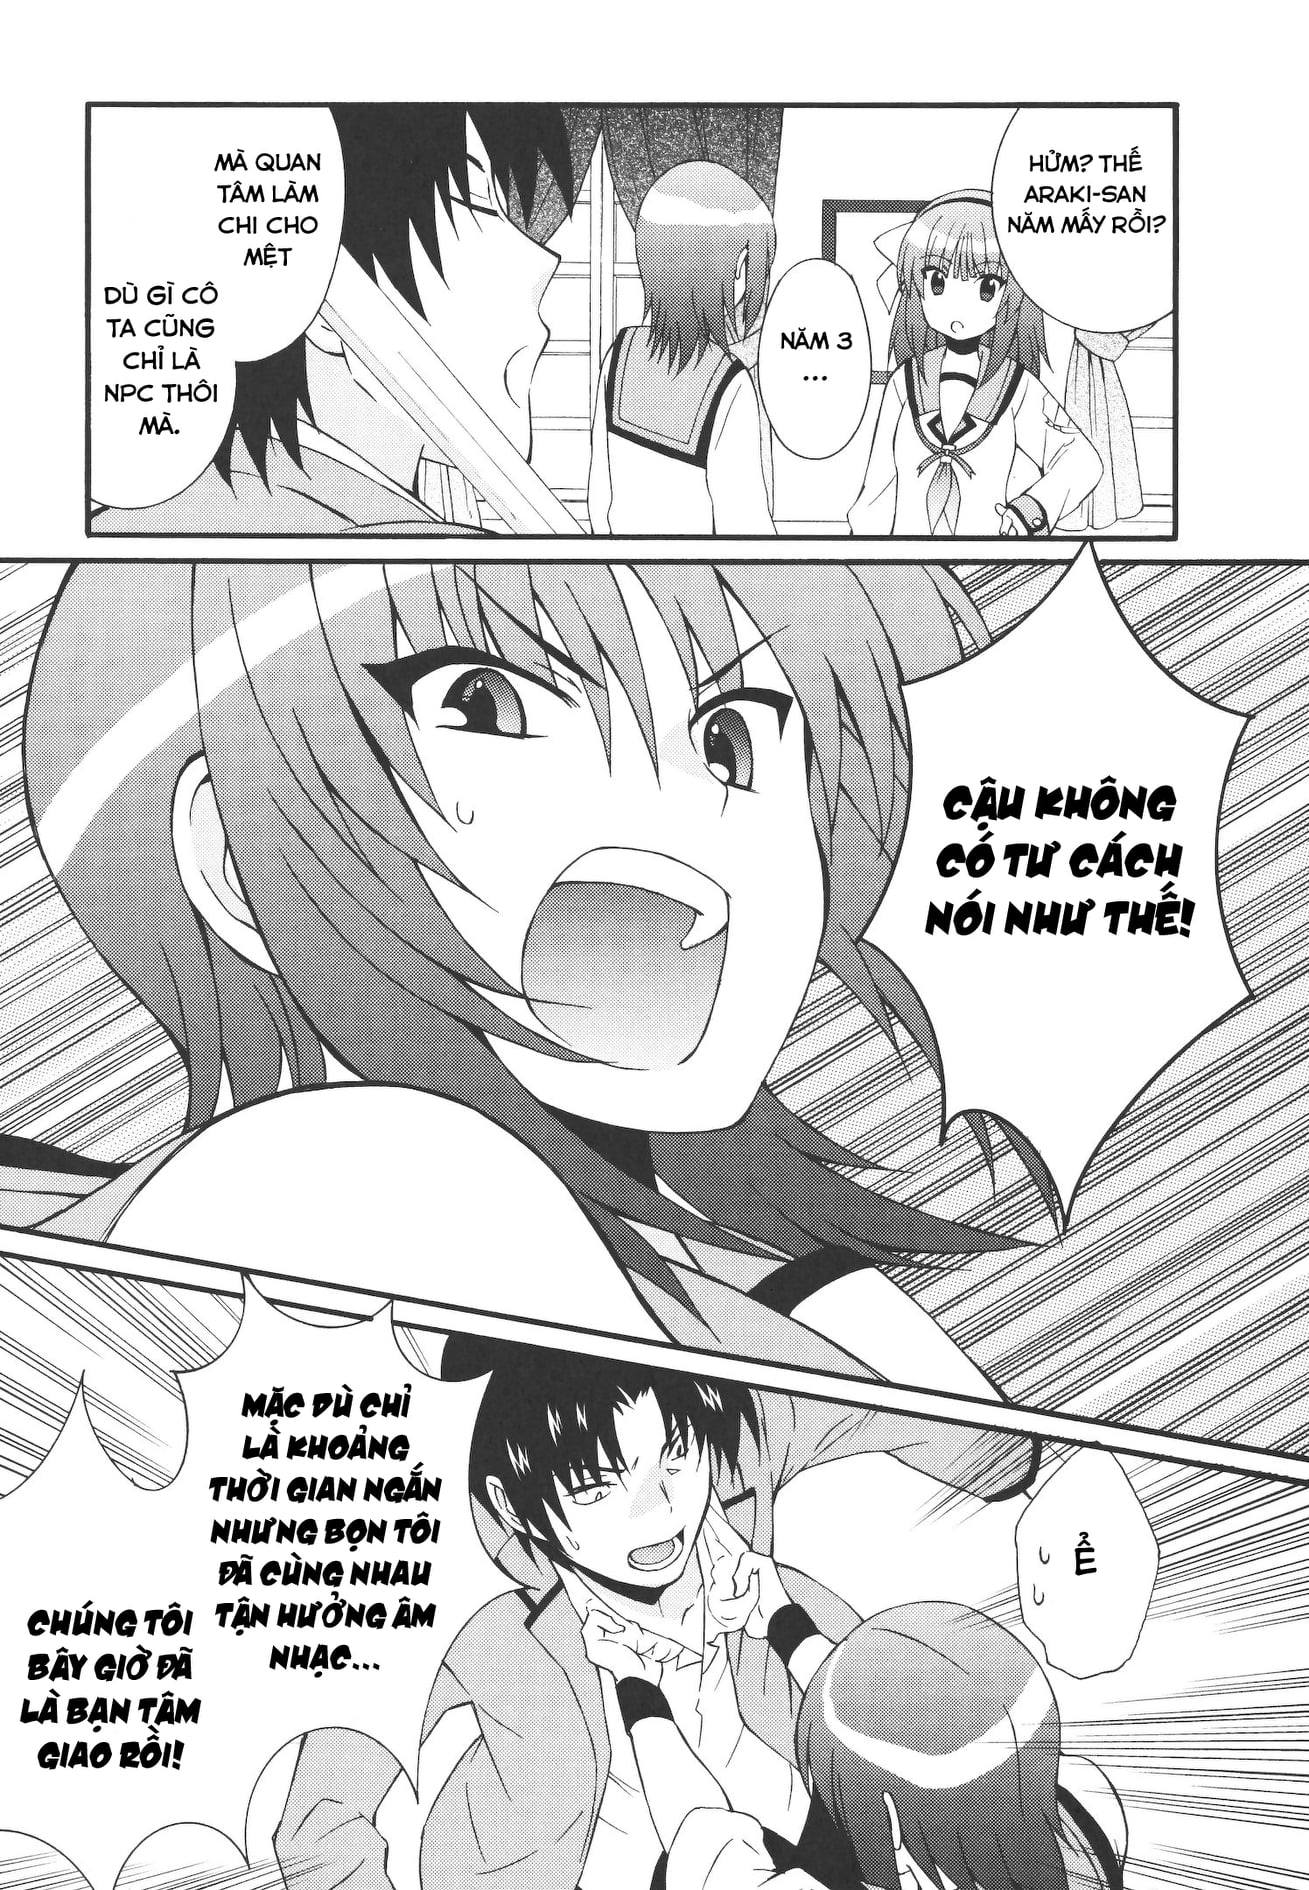 HỬM? THẾ
ARAKI-SAN
NĂM MẤY RỒI?
NĂM 3
...
MÀ QUAN
TÂM LÀM
CHI CHO
MỆT
DÙ GÌ CÔ
TA CŨNG
CHỈ LÀ
NPC THÔI
MÀ.
CẬU KHÔNG
CÓ TƯ CÁCH
NÓI NHƯ THẾ!
Ể
MẶC DÙ CHỈ
LÀ KHOẢNG
THỜI GIAN NGẮN
NHƯNG BỌN TÔI
ĐÃ CÙNG NHAU
TẬN HƯỞNG ÂM
NHẠC...
CHÚNG TÔI
BÂY GIỜ ĐÃ
LÀ BẠN TÂM
GIAO RỒI!